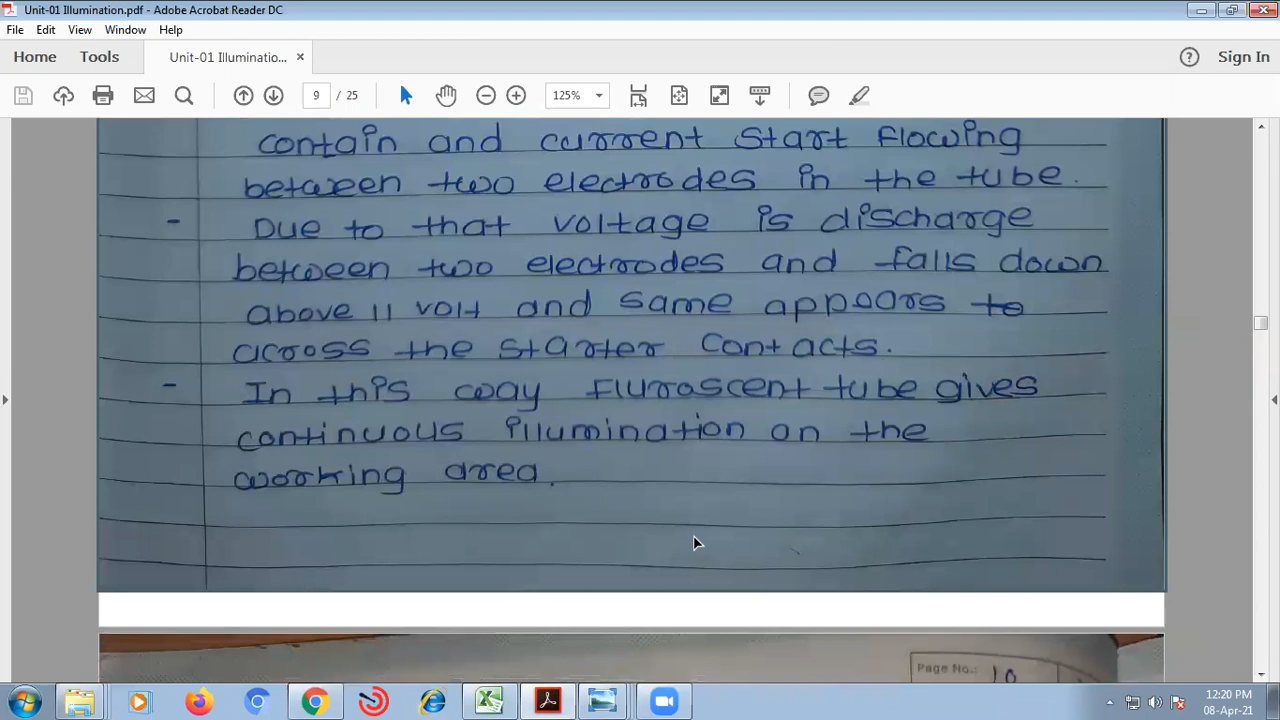 Unit-01 Illumination.pdf - Adobe Acrobat Reader DC
File Edit View Window Help
Home Tools Unit-01 Illuminatio... × Sign In
9 / 25 125%
contain and current start flowing
between two electrodes in the tube.
- Due to that voltage is discharge
between two electrodes and falls down
above 11 volt and same appears to
across the starter contacts.
- In this way flurascent tube gives
continuous illumination on the
working area.
Page No.: 10
12:20 PM
08-Apr-21